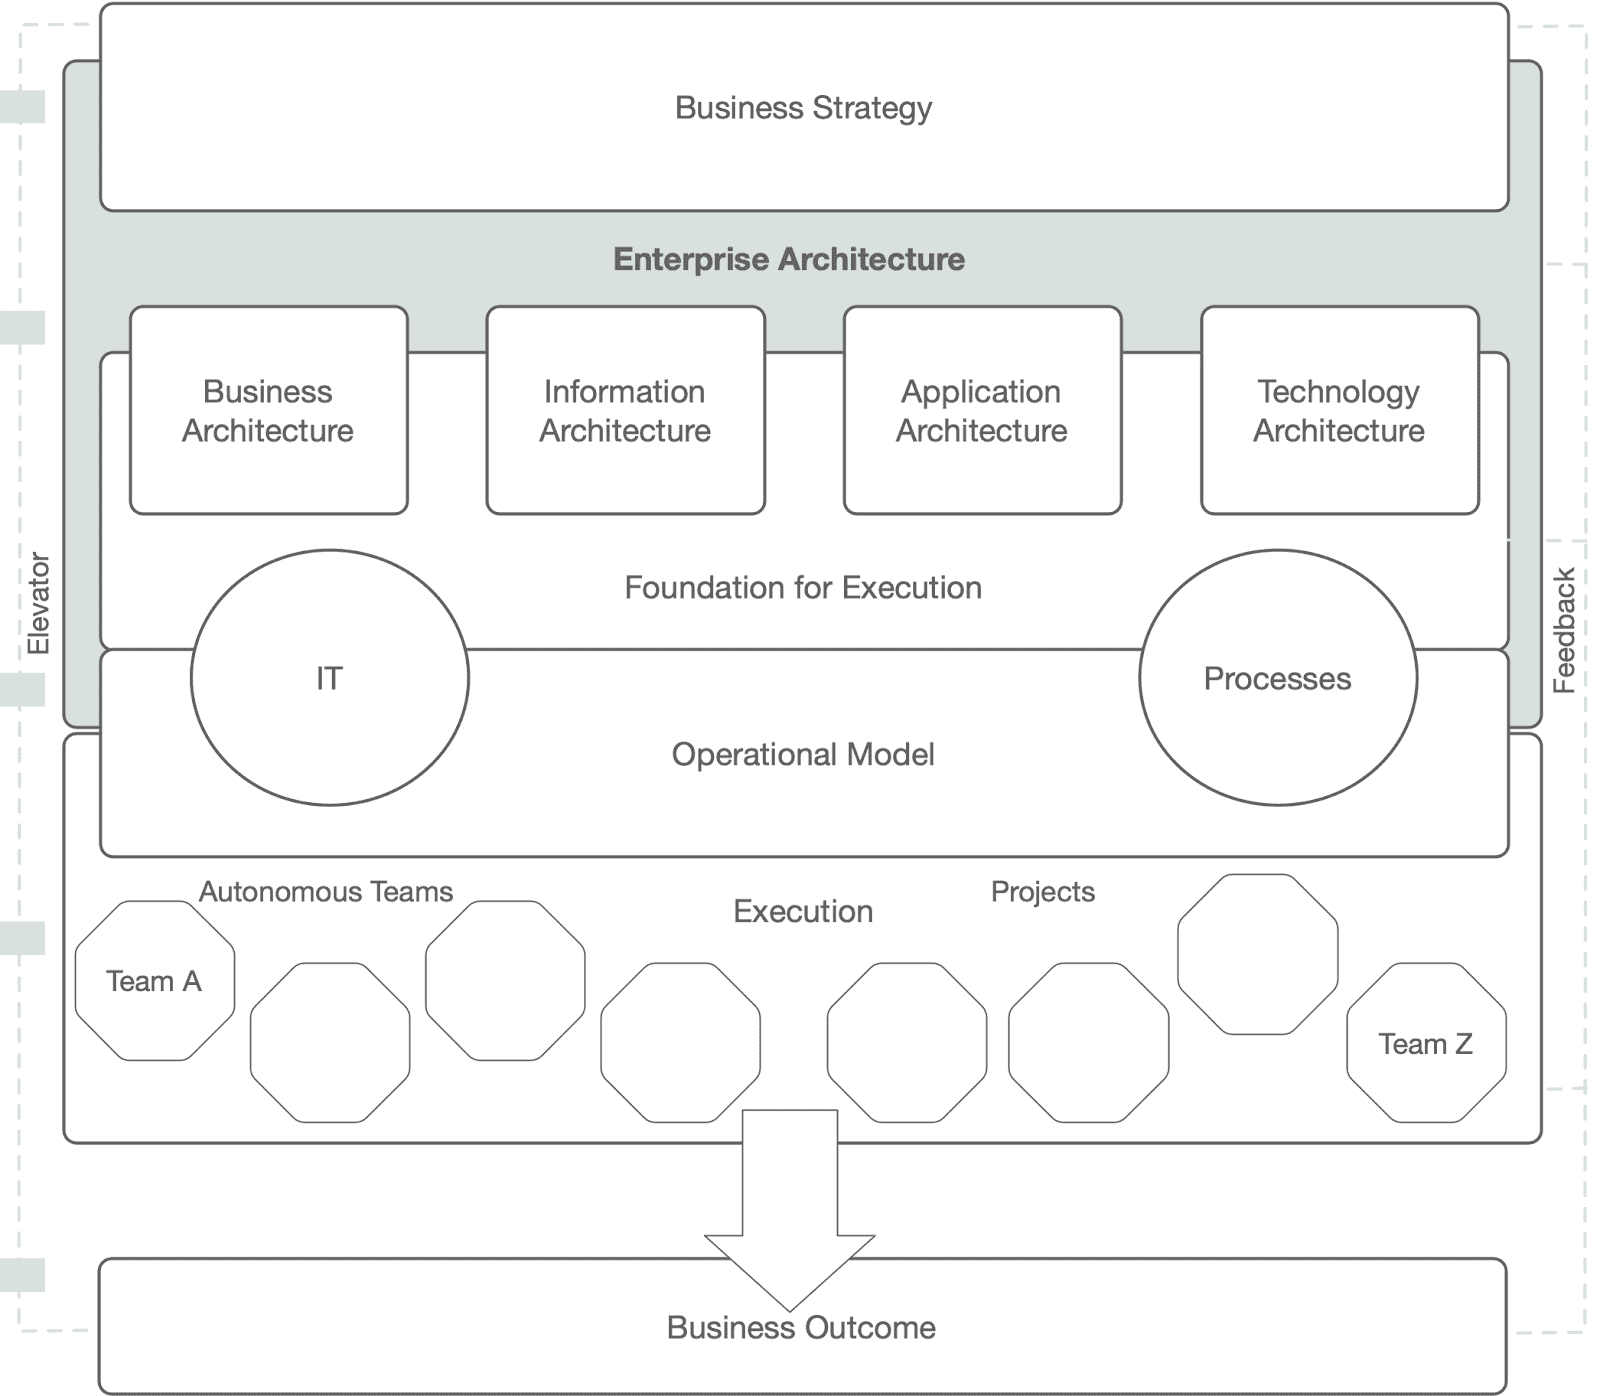 Business Strategy
Enterprise Architecture
Business
Architecture
Information
Architecture
Application
Architecture
Technology
Architecture
Elevator
Foundation for Execution
Feedback
IT
Processes
Operational Model
Autonomous Teams
Execution
Projects
Team A
Team Z
Business Outcome